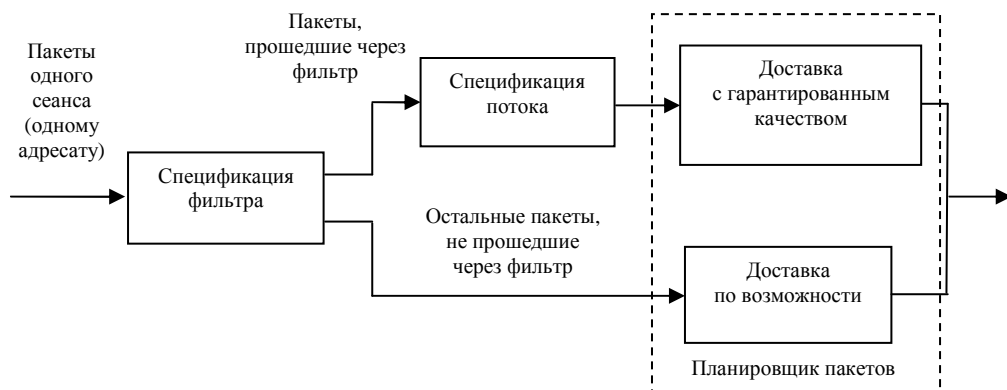 Пакеты
одного
сеанса
(одному
адресату)
Спецификация
фильтра
Пакеты,
прошедшие через
фильтр
Спецификация
потока
Доставка
с гарантированным
качеством
Остальные пакеты,
не прошедшие
через фильтр
Доставка
по возможности
Планировщик пакетов